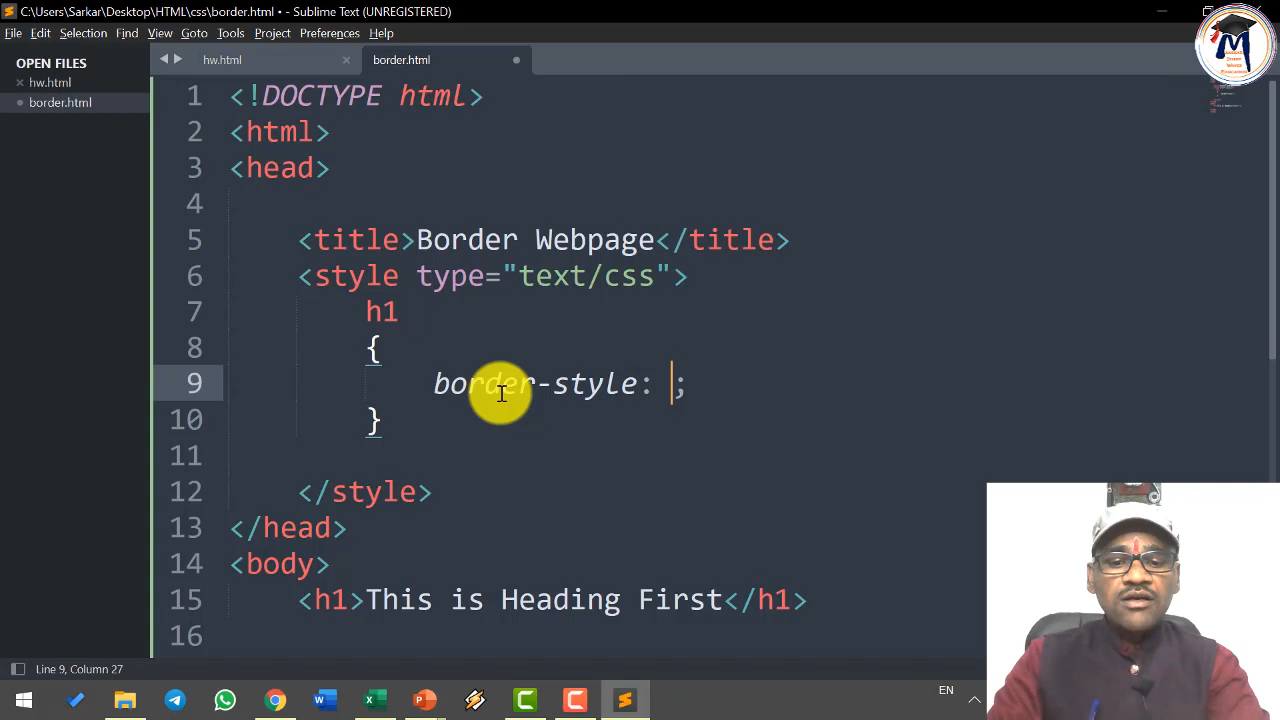 C:\Users\Sarkar\Desktop\HTML\css\border.html • - Sublime Text (UNREGISTERED)
File Edit Selection Find View Goto Tools Project Preferences Help
OPEN FILES
hw.html
border.html
hw.html
border.html
1 <!DOCTYPE html>
2 <html>
3 <head>
4
5 <title>Border Webpage</title>
6 <style type="text/css">
7 h1
8 {
9 border-style: ;
10 }
11
12 </style>
13 </head>
14 <body>
15 <h1>This is Heading First</h1>
16
Line 9, Column 27
EN